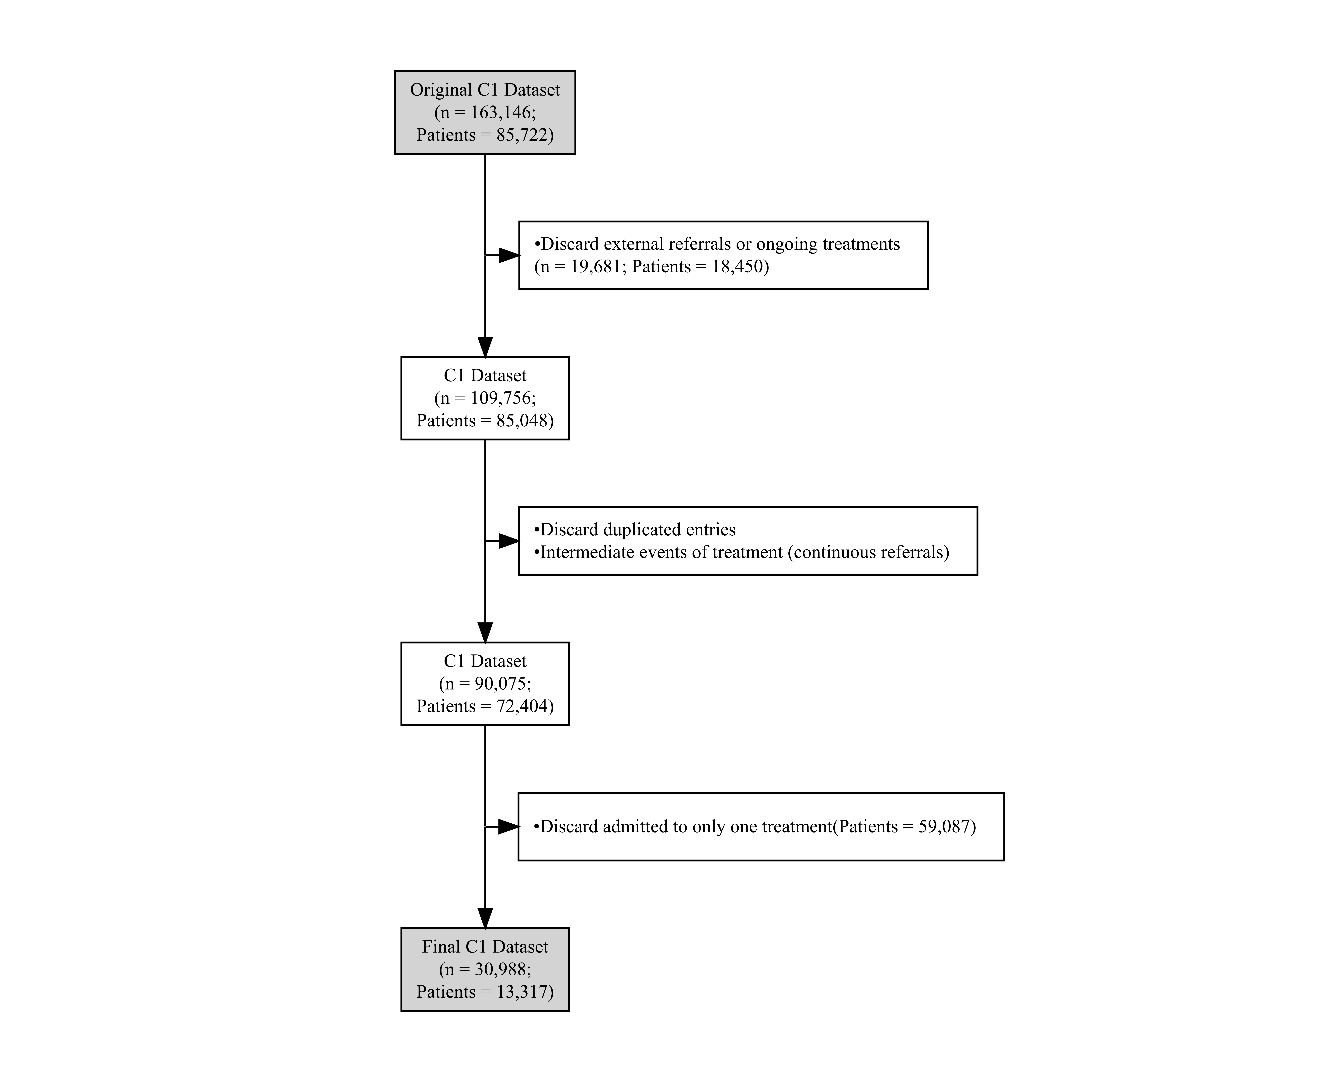 Original C1 Dataset
(n = 163,146;
Patients = 85,722)
•Discard external referrals or ongoing treatments
(n = 19,681; Patients = 18,450)
C1 Dataset
(n = 109,756;
Patients = 85,048)
•Discard duplicated entries
•Intermediate events of treatment (continuous referrals)
C1 Dataset
(n = 90,075;
Patients = 72,404)
•Discard admitted to only one treatment(Patients = 59,087)
Final C1 Dataset
(n = 30,988;
Patients = 13,317)